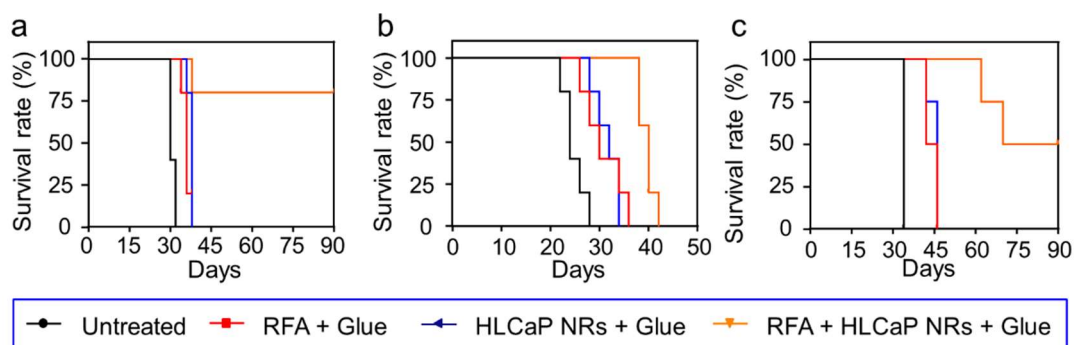 a
Survival rate (%)
100
75
50
25
0
0 15 30 45 60 75 90
Days
b
Survival rate (%)
100
75
50
25
0
0 10 20 30 40 50
Days
c
Survival rate (%)
100
75
50
25
0
0 15 30 45 60 75 90
Days
Untreated RFA + Glue HLCaP NRs + Glue RFA + HLCaP NRs + Glue